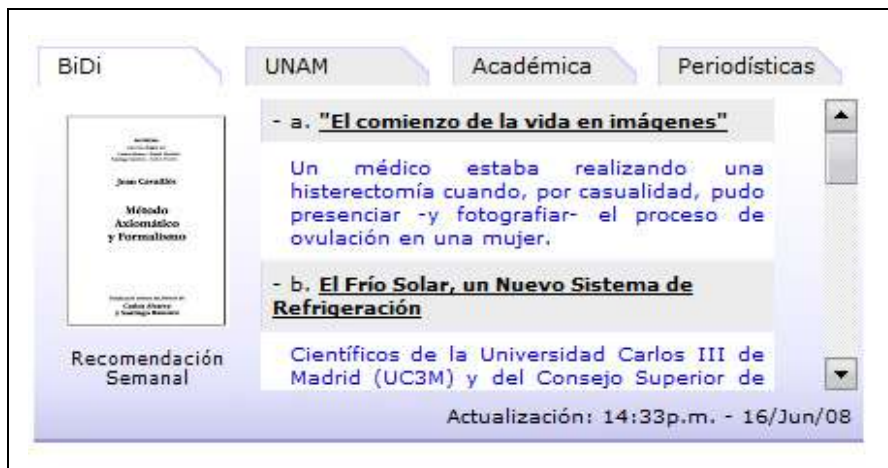 BiDi
UNAM
Académica
Periodísticas
Método
Axiomático
y Formalismo
Recomendación
Semanal
- a. "El comienzo de la vida en imágenes"
Un médico estaba realizando una
histerectomía cuando, por casualidad, pudo
presenciar -y fotografiar- el proceso de
ovulación en una mujer.
- b. El Frío Solar, un Nuevo Sistema de
Refrigeración
Científicos de la Universidad Carlos III de
Madrid (UC3M) y del Consejo Superior de
Actualización: 14:33p.m. - 16/Jun/08